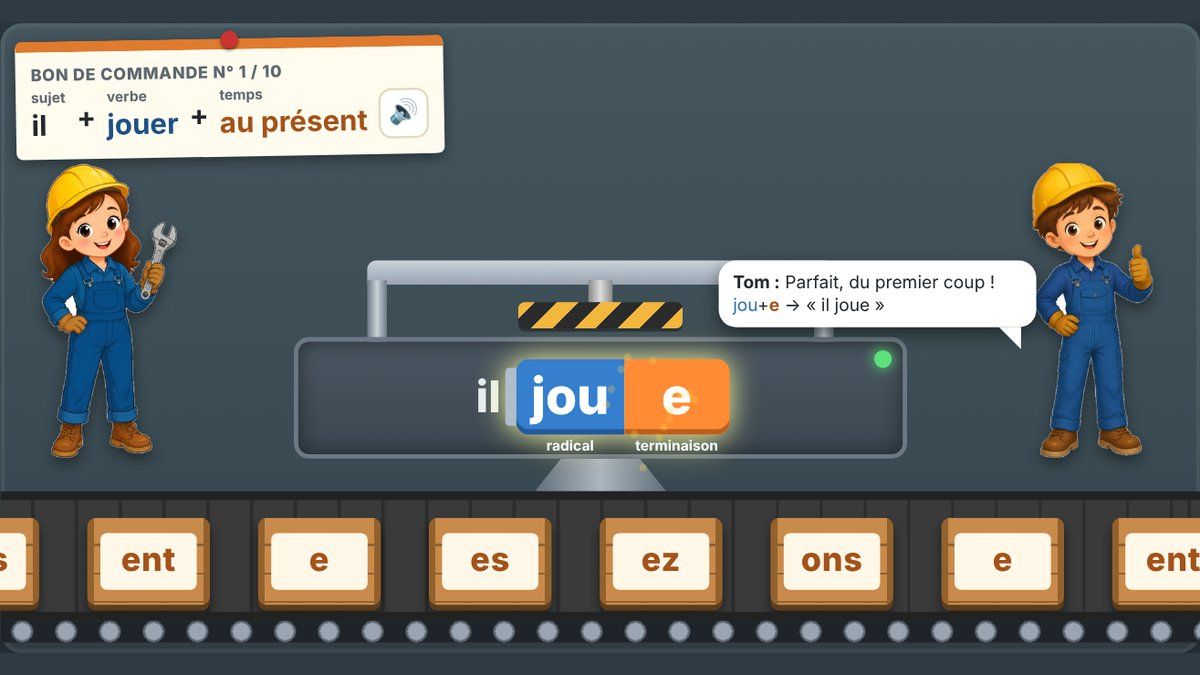 BON DE COMMANDE N° 1 / 10
sujet verbe temps
il + jouer + au présent
Tom : Parfait, du premier coup !
jou+e → « il joue »
il jou e
radical terminaison
s ent e es ez ons e ent